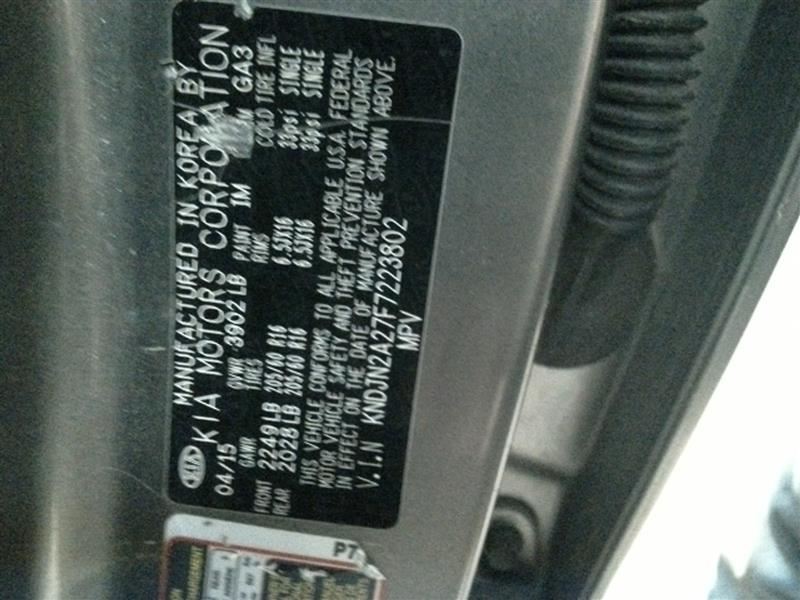 MANUFACTURED IN KOREA BY
KIA KIA MOTORS CORPORATION
04/15 GVWR 3902 LB PAINT 1M GA3
GAWR TIRES RIMS COLD TIRE INFL
FRONT 2249 LB 205/60 R16 6.5JX16 33psi SINGLE
REAR 2028 LB 205/60 R16 6.5JX16 33psi SINGLE
THIS VEHICLE CONFORMS TO ALL APPLICABLE U.S.A. FEDERAL
MOTOR VEHICLE SAFETY AND THEFT PREVENTION STANDARDS
IN EFFECT ON THE DATE OF MANUFACTURE SHOWN ABOVE.
V.I.N KNDJN2A27F7223802
MPV
P7